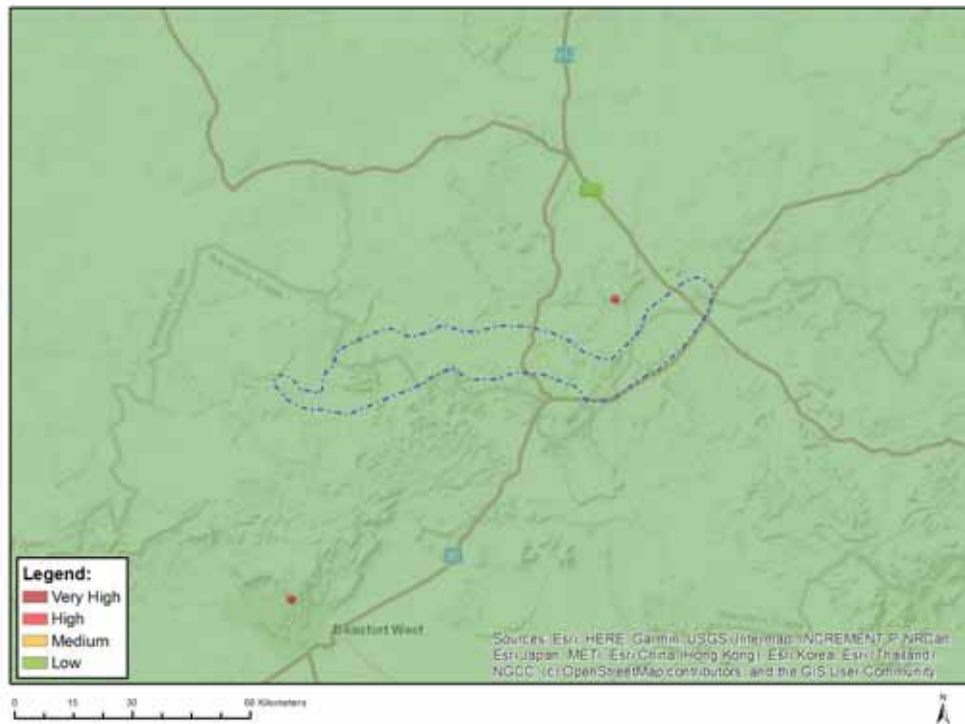 Beaufort West
Legend:
Very High
High
Medium
Low
Sources: Esri, HERE, Garmin, USGS, Intermap, INCREMENT P, NRCan,
Esri Japan, METI, Esri China (Hong Kong), Esri Korea, Esri (Thailand),
NGCC, (c) OpenStreetMap contributors, and the GIS User Community
0 15 30 60 Kilometers
N